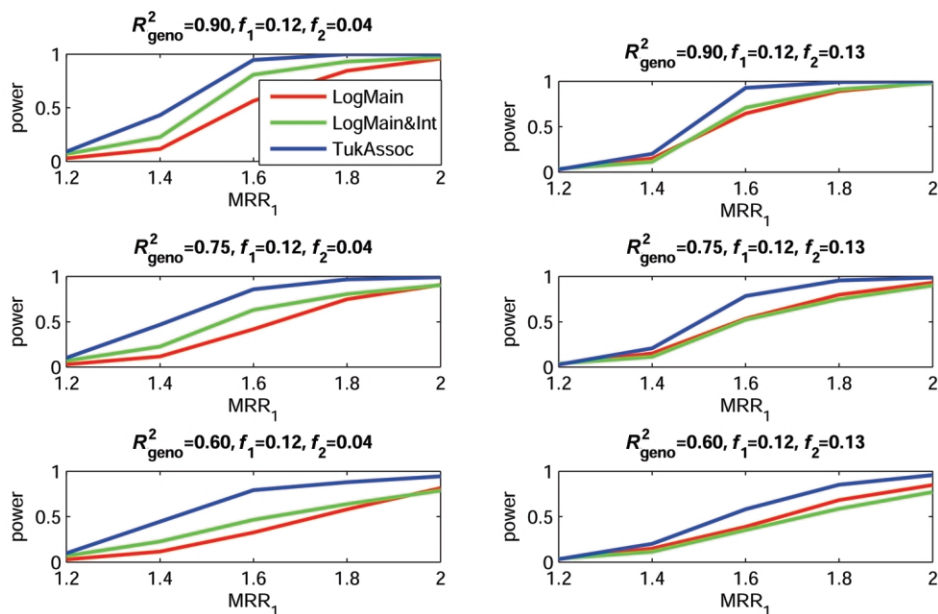 R²geno=0.90, f1=0.12, f2=0.04
1
0.5
0
power
1.2 1.4 1.6 1.8 2
MRR1
LogMain
LogMain&Int
TukAssoc
R²geno=0.90, f1=0.12, f2=0.13
1
0.5
0
power
1.2 1.4 1.6 1.8 2
MRR1
R²geno=0.75, f1=0.12, f2=0.04
1
0.5
0
power
1.2 1.4 1.6 1.8 2
MRR1
R²geno=0.75, f1=0.12, f2=0.13
1
0.5
0
power
1.2 1.4 1.6 1.8 2
MRR1
R²geno=0.60, f1=0.12, f2=0.04
1
0.5
0
power
1.2 1.4 1.6 1.8 2
MRR1
R²geno=0.60, f1=0.12, f2=0.13
1
0.5
0
power
1.2 1.4 1.6 1.8 2
MRR1